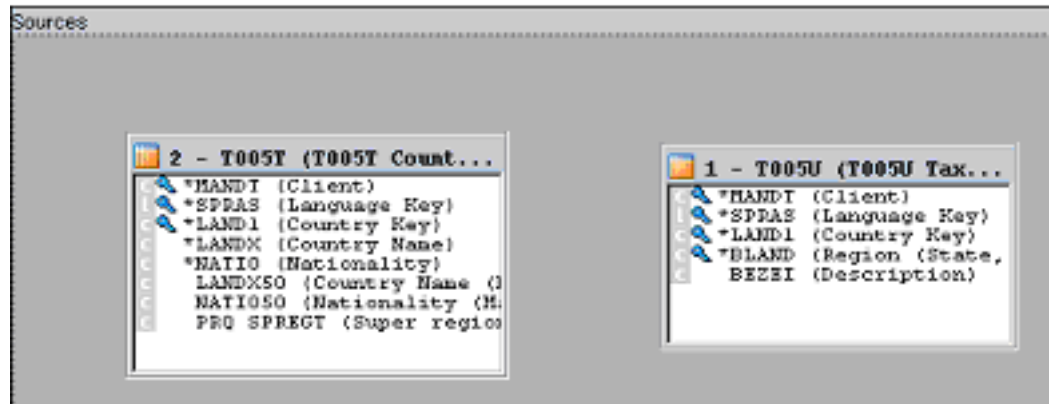 Sources
2 - T005T (T005T Count...
*MANDT (Client)
*SPRAS (Language Key)
*LAND1 (Country Key)
*LANDX (Country Name)
*NATIO (Nationality)
LANDX50 (Country Name (
NATIO50 (Nationality (M
PRQ SPREGT (Super region
1 - T005U (T005U Tax...
*MANDT (Client)
*SPRAS (Language Key)
*LAND1 (Country Key)
*BLAND (Region (State,
BEZEI (Description)